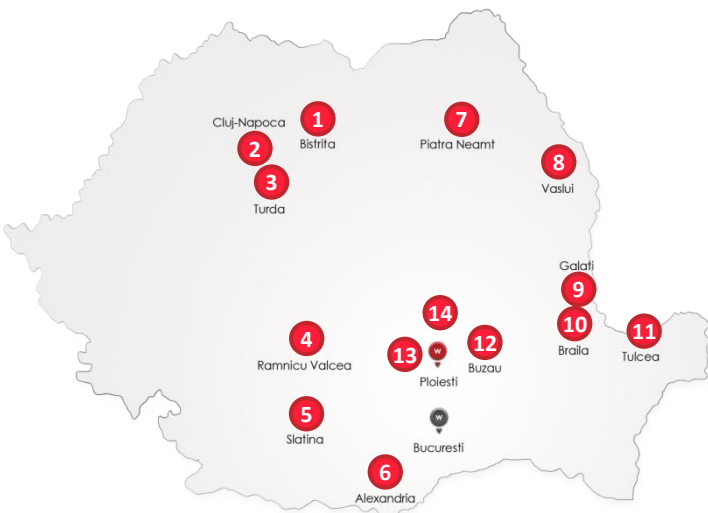 Cluj-Napoca
1
Bistrita
2
3
Turda
7
Piatra Neamt
8
Vaslui
Galati
9
10
Braila
11
Tulcea
14
12
Buzau
13
W
Ploiesti
4
Ramnicu Valcea
5
Slatina
W
Bucuresti
6
Alexandria